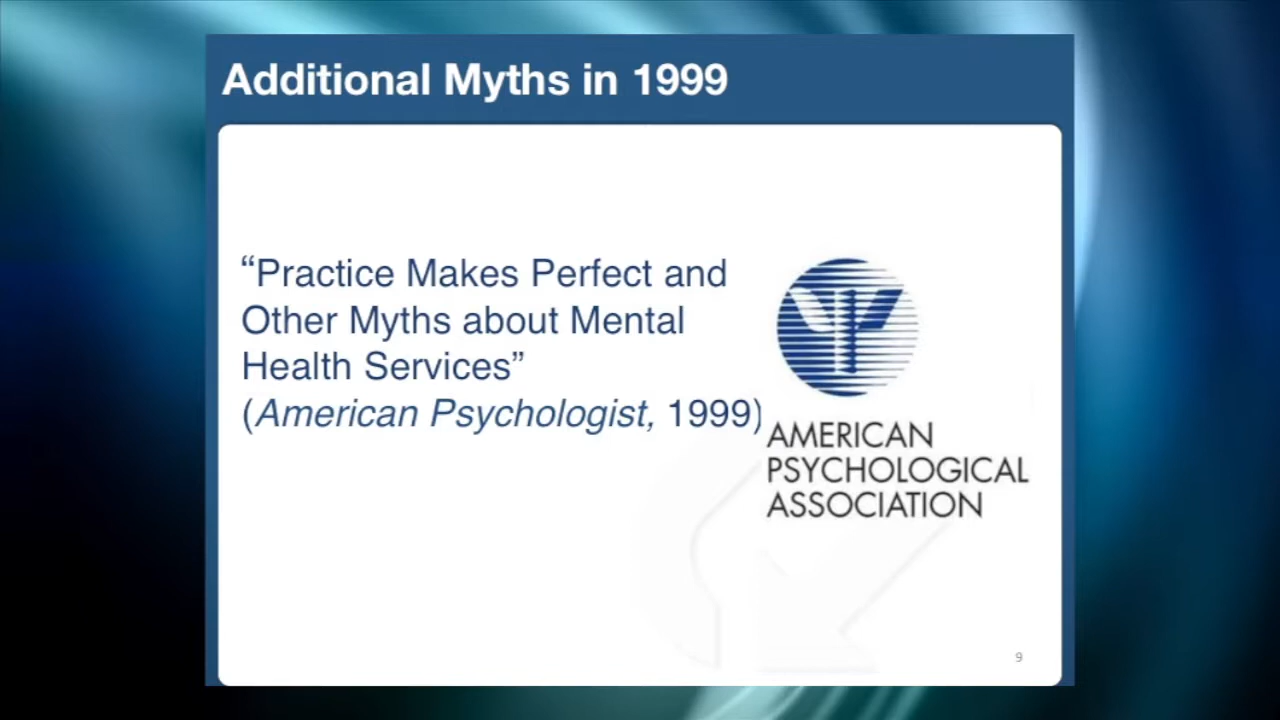 Additional Myths in 1999
“Practice Makes Perfect and
Other Myths about Mental
Health Services”
(American Psychologist, 1999)
AMERICAN
PSYCHOLOGICAL
ASSOCIATION
9